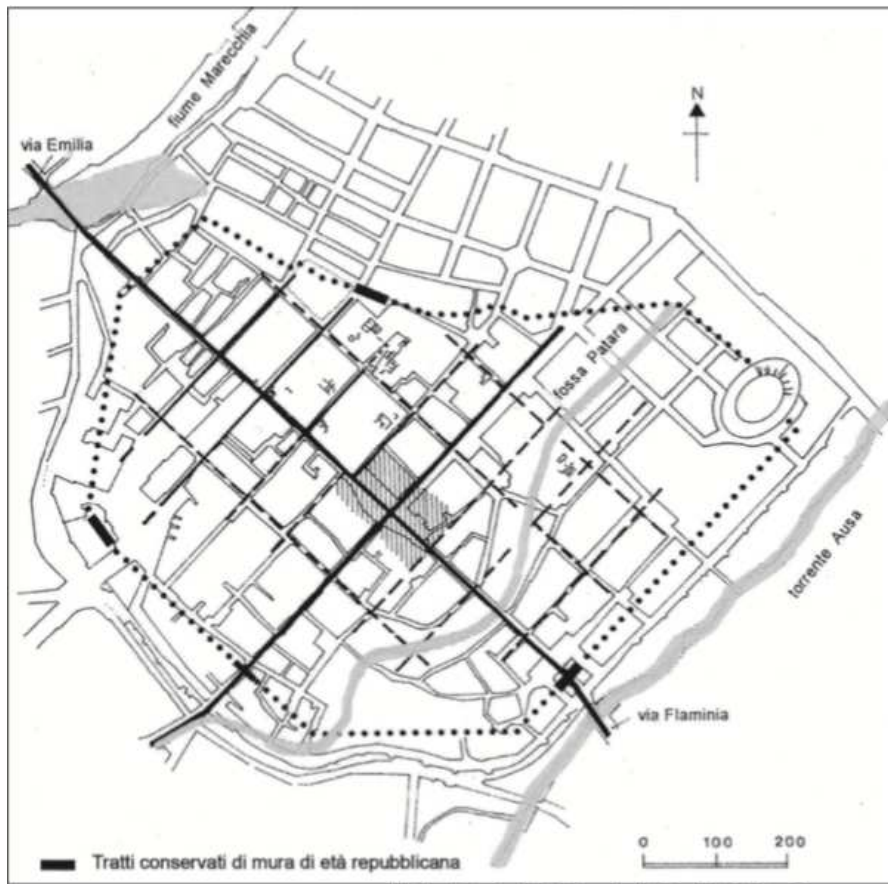 fiume Marecchia
via Emilia
N
fossa Patara
torrente Ausa
via Flaminia
Tratti conservati di mura di età repubblicana
0 100 200